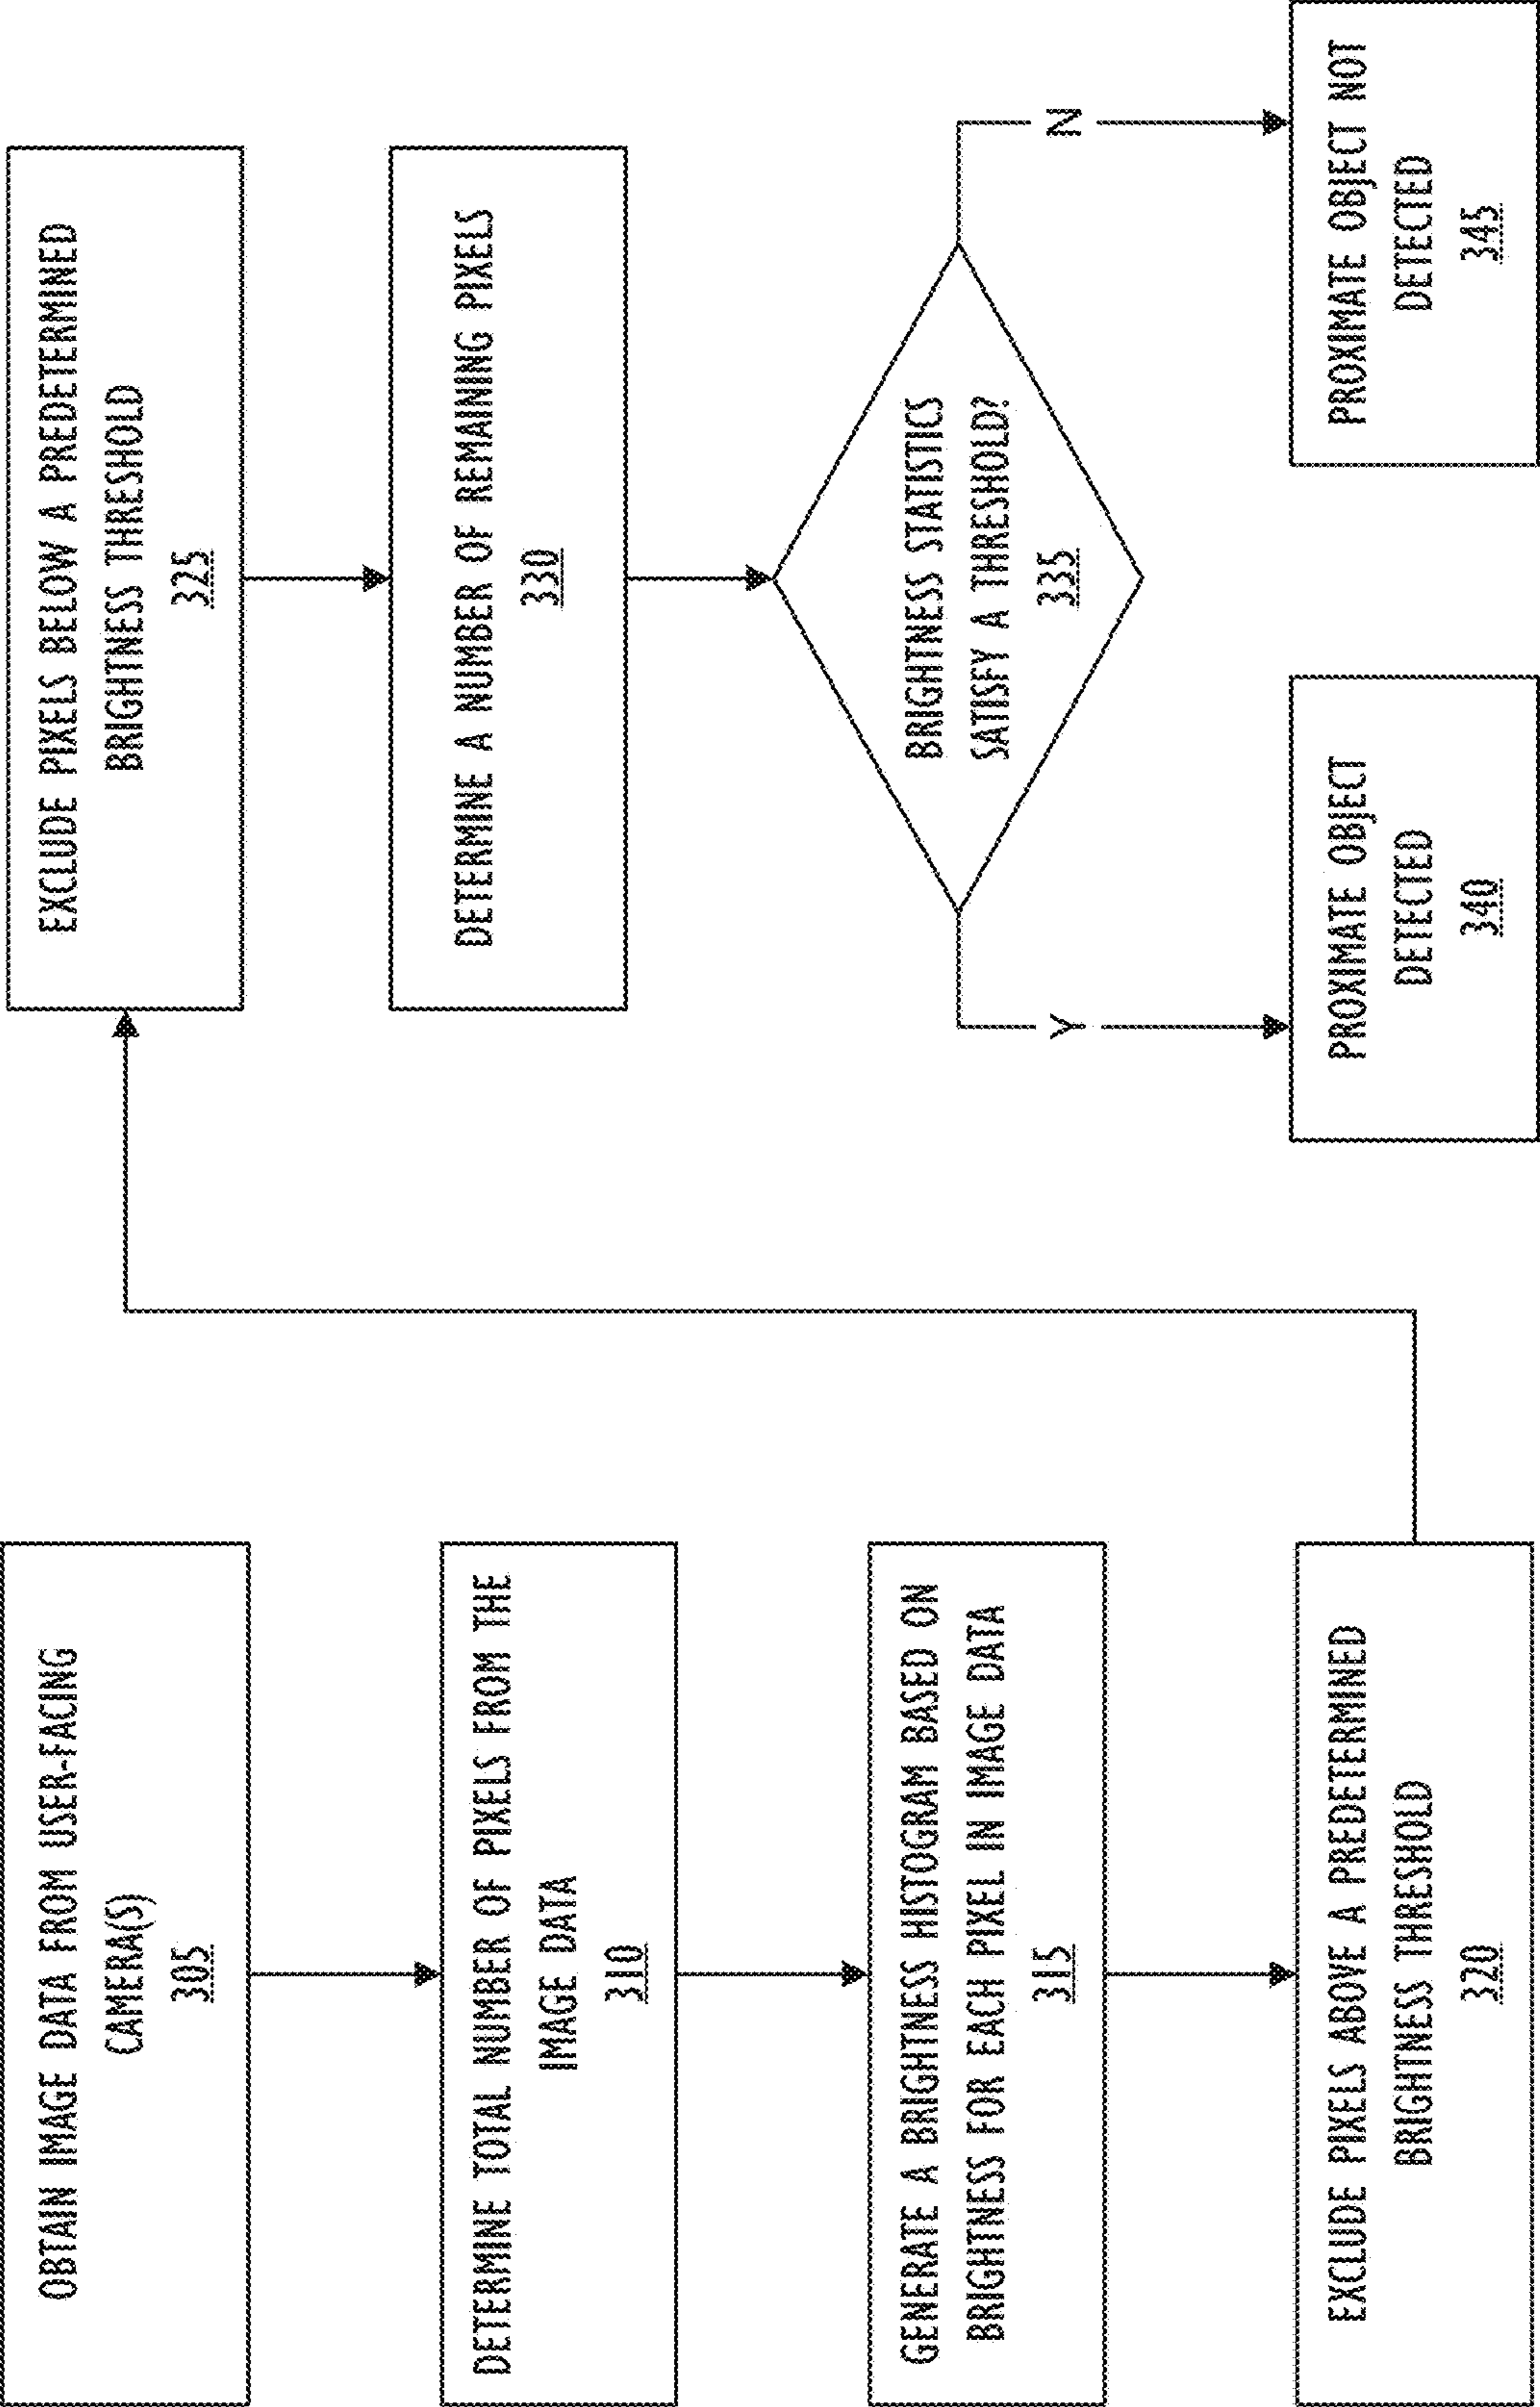 OBTAIN IMAGE DATA FROM USER-FACING
CAMERA(S)
305
DETERMINE TOTAL NUMBER OF PIXELS FROM THE
IMAGE DATA
310
GENERATE A BRIGHTNESS HISTOGRAM BASED ON
BRIGHTNESS FOR EACH PIXEL IN IMAGE DATA
315
EXCLUDE PIXELS ABOVE A PREDETERMINED
BRIGHTNESS THRESHOLD
320
EXCLUDE PIXELS BELOW A PREDETERMINED
BRIGHTNESS THRESHOLD
325
DETERMINE A NUMBER OF REMAINING PIXELS
330
BRIGHTNESS STATISTICS
SATISFY A THRESHOLD?
335
Y
N
PROXIMATE OBJECT
DETECTED
340
PROXIMATE OBJECT NOT
DETECTED
345